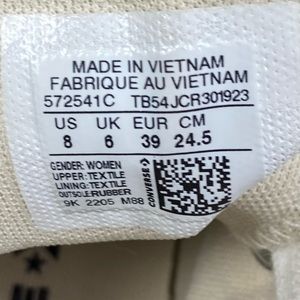 MADE IN VIETNAM
FABRIQUE AU VIETNAM
572541C TB54JCR301923
US UK EUR CM
8 6 39 24.5
GENDER: WOMEN
UPPER:TEXTILE
LINING:TEXTILE
OUTSOLE:RUBBER
9K 2205 M88
CONVERSE